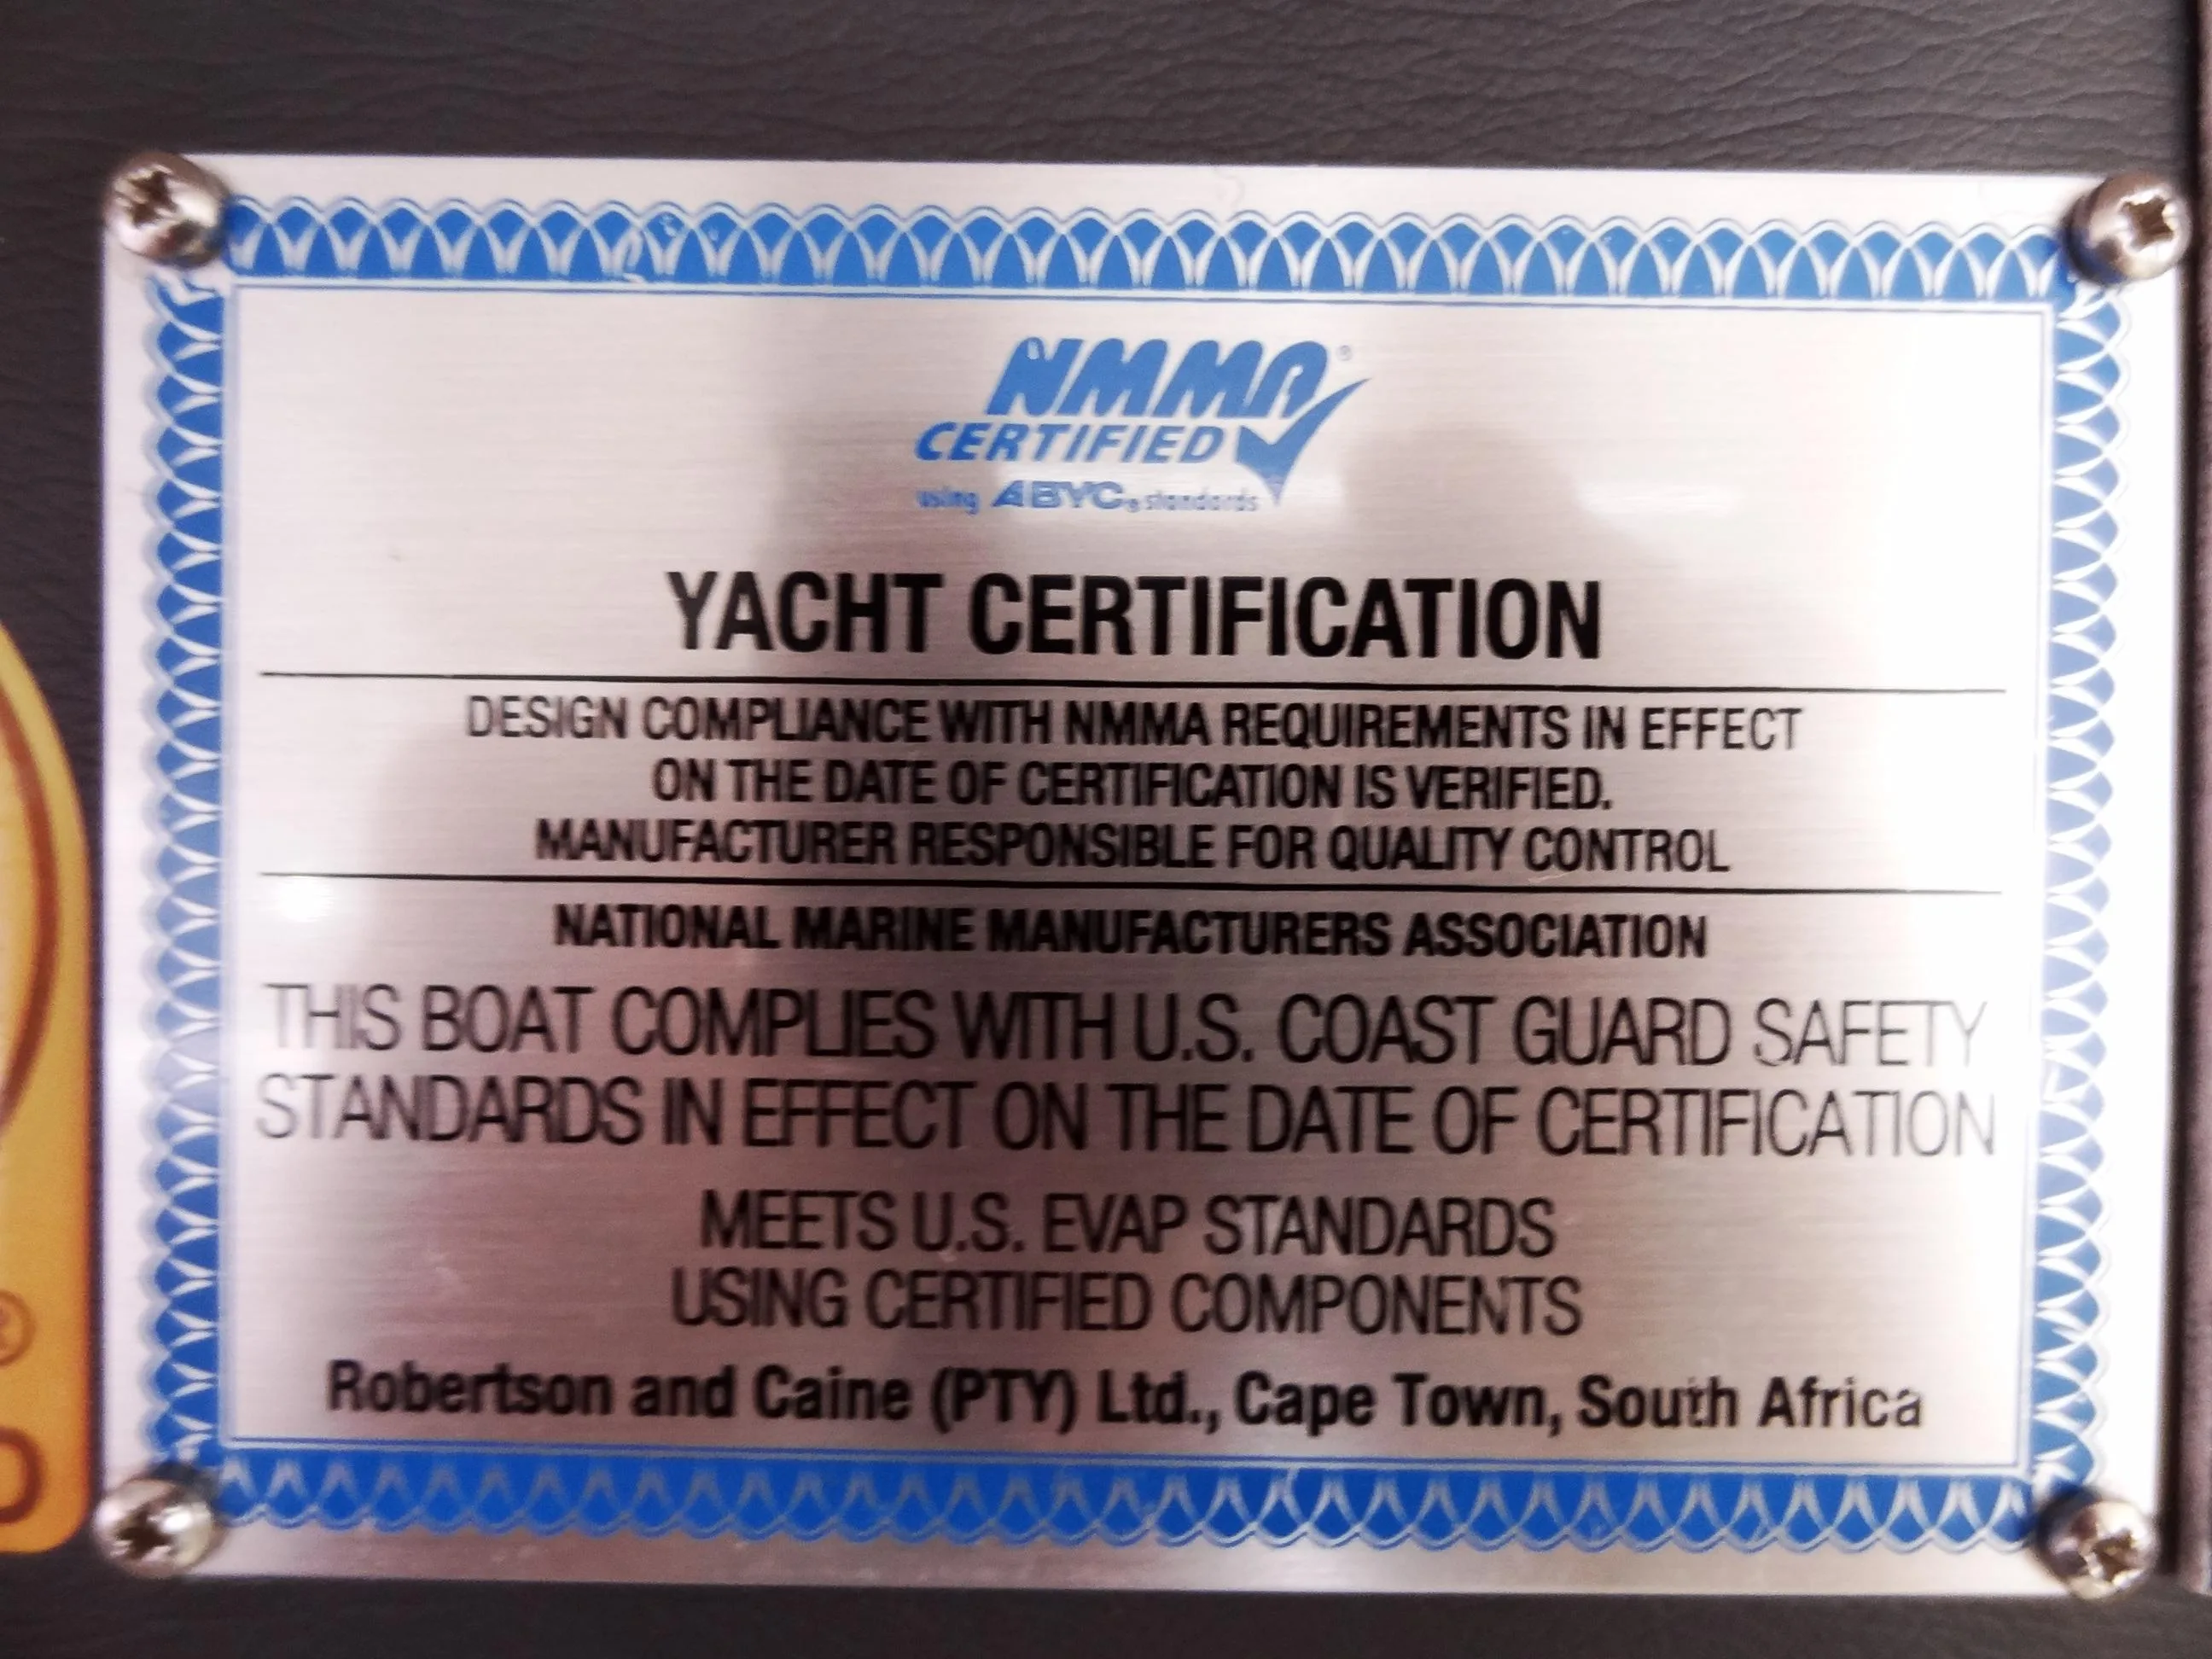 NMMA®
CERTIFIED
using ABYC® standards
YACHT CERTIFICATION
DESIGN COMPLIANCE WITH NMMA REQUIREMENTS IN EFFECT
ON THE DATE OF CERTIFICATION IS VERIFIED.
MANUFACTURER RESPONSIBLE FOR QUALITY CONTROL
NATIONAL MARINE MANUFACTURERS ASSOCIATION
THIS BOAT COMPLIES WITH U.S. COAST GUARD SAFETY
STANDARDS IN EFFECT ON THE DATE OF CERTIFICATION
MEETS U.S. EVAP STANDARDS
USING CERTIFIED COMPONENTS
Robertson and Caine (PTY) Ltd., Cape Town, South Africa